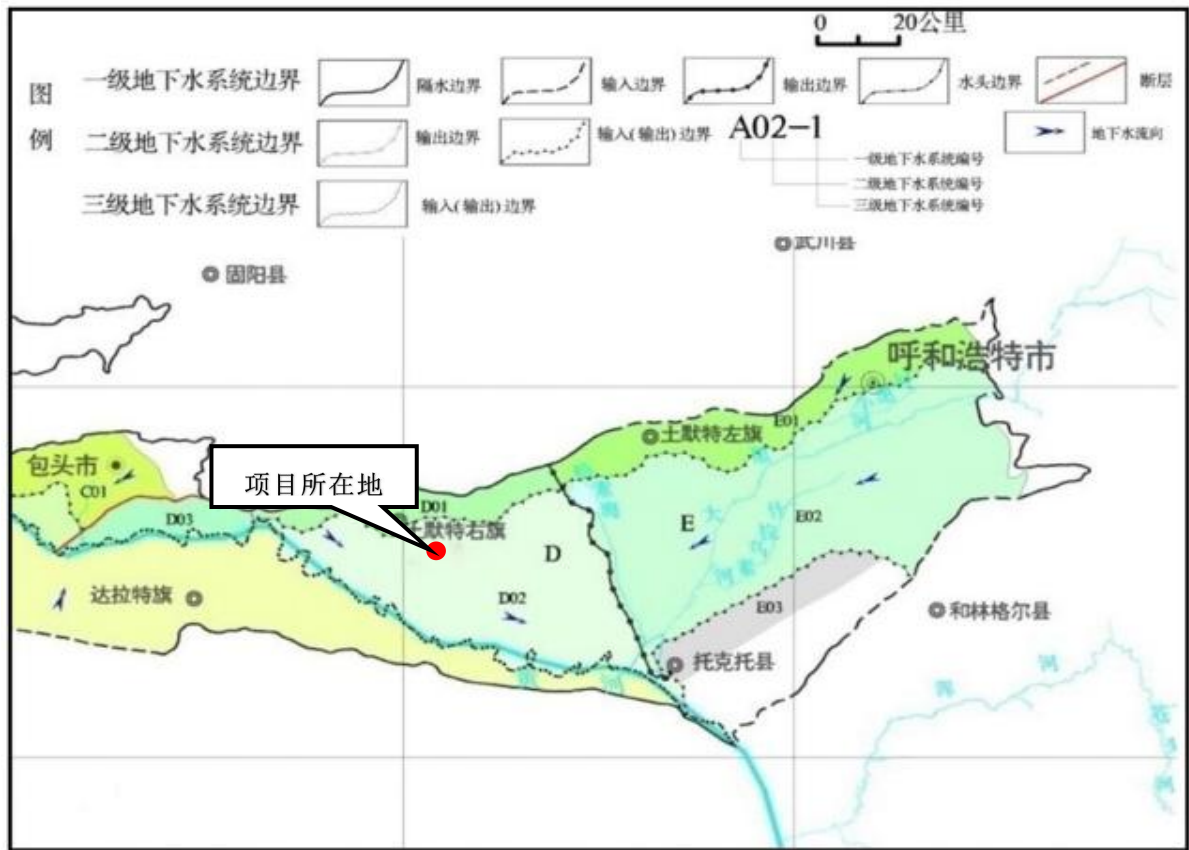 0 20公里
图例
一级地下水系统边界 隔水边界 输入边界 输出边界 水头边界 断层
二级地下水系统边界 输出边界 输入(输出)边界 A02-1 地下水流向
一级地下水系统编号
二级地下水系统编号
三级地下水系统边界 输入(输出)边界
三级地下水系统编号
武川县
固阳县
呼和浩特市
E01
土默特左旗
包头市
C01
项目所在地
D01
D03
土默特右旗
D
E
大
E02
D02
达拉特旗
E03
和林格尔县
托克托县
河
浑
河